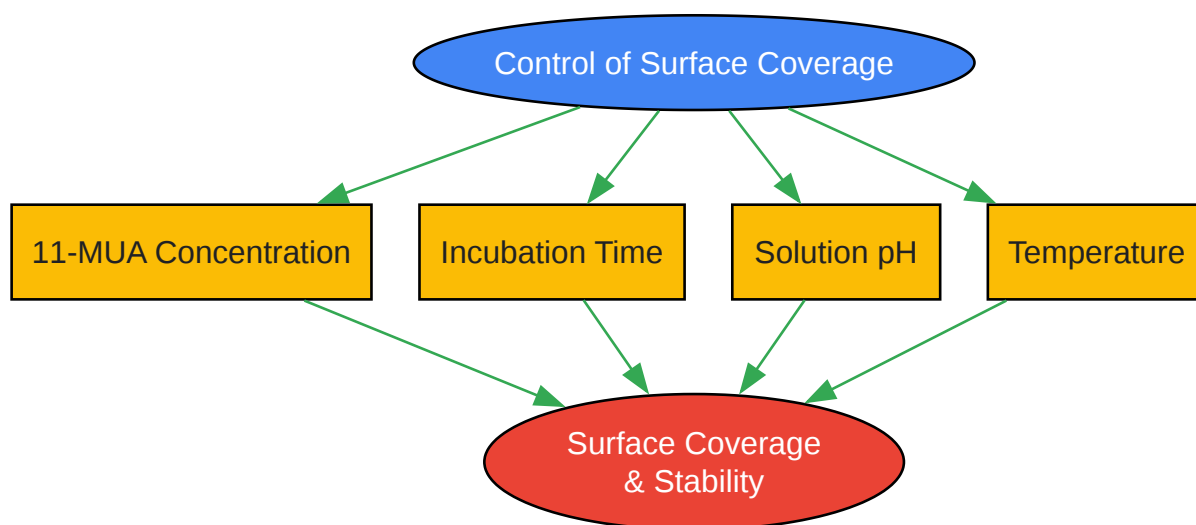 Control of Surface Coverage
11-MUA Concentration
Incubation Time
Solution pH
Temperature
Surface Coverage
& Stability